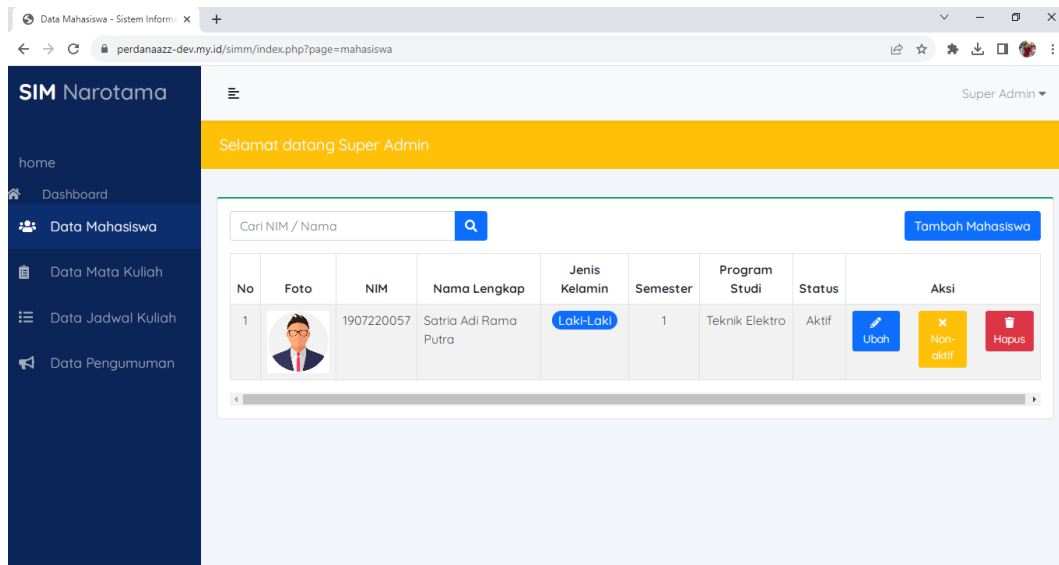 Data Mahasiswa - Sistem Inform
perdanaazz-dev.my.id/simm/index.php?page=mahasiswa
SIM Narotama
Super Admin
Selamat datang Super Admin
home
Dashboard
Data Mahasiswa
Data Mata Kuliah
Data Jadwal Kuliah
Data Pengumuman
Cari NIM / Nama
Tambah Mahasiswa
No Foto NIM Nama Lengkap Jenis Kelamin Semester Program Studi Status Aksi
1 1907220057 Satria Adi Rama Putra Laki-Laki 1 Teknik Elektro Aktif Ubah Non-aktif Hapus